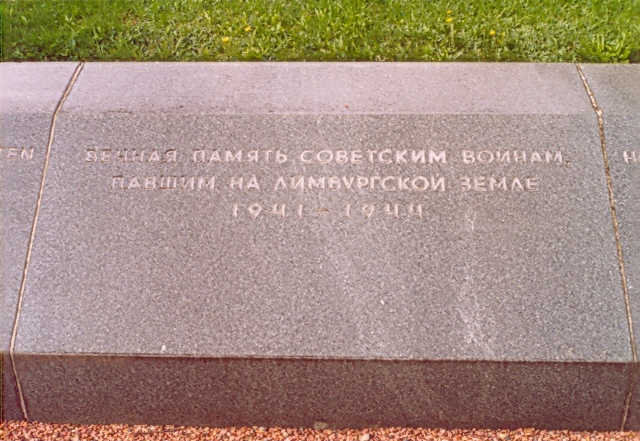 ВЕЧНАЯ ПАМЯТЬ СОВЕТСКИМ ВОИНАМ,
ПАВШИМ НА ЛИМБУРГСКОЙ ЗЕМЛЕ
1941 - 1944